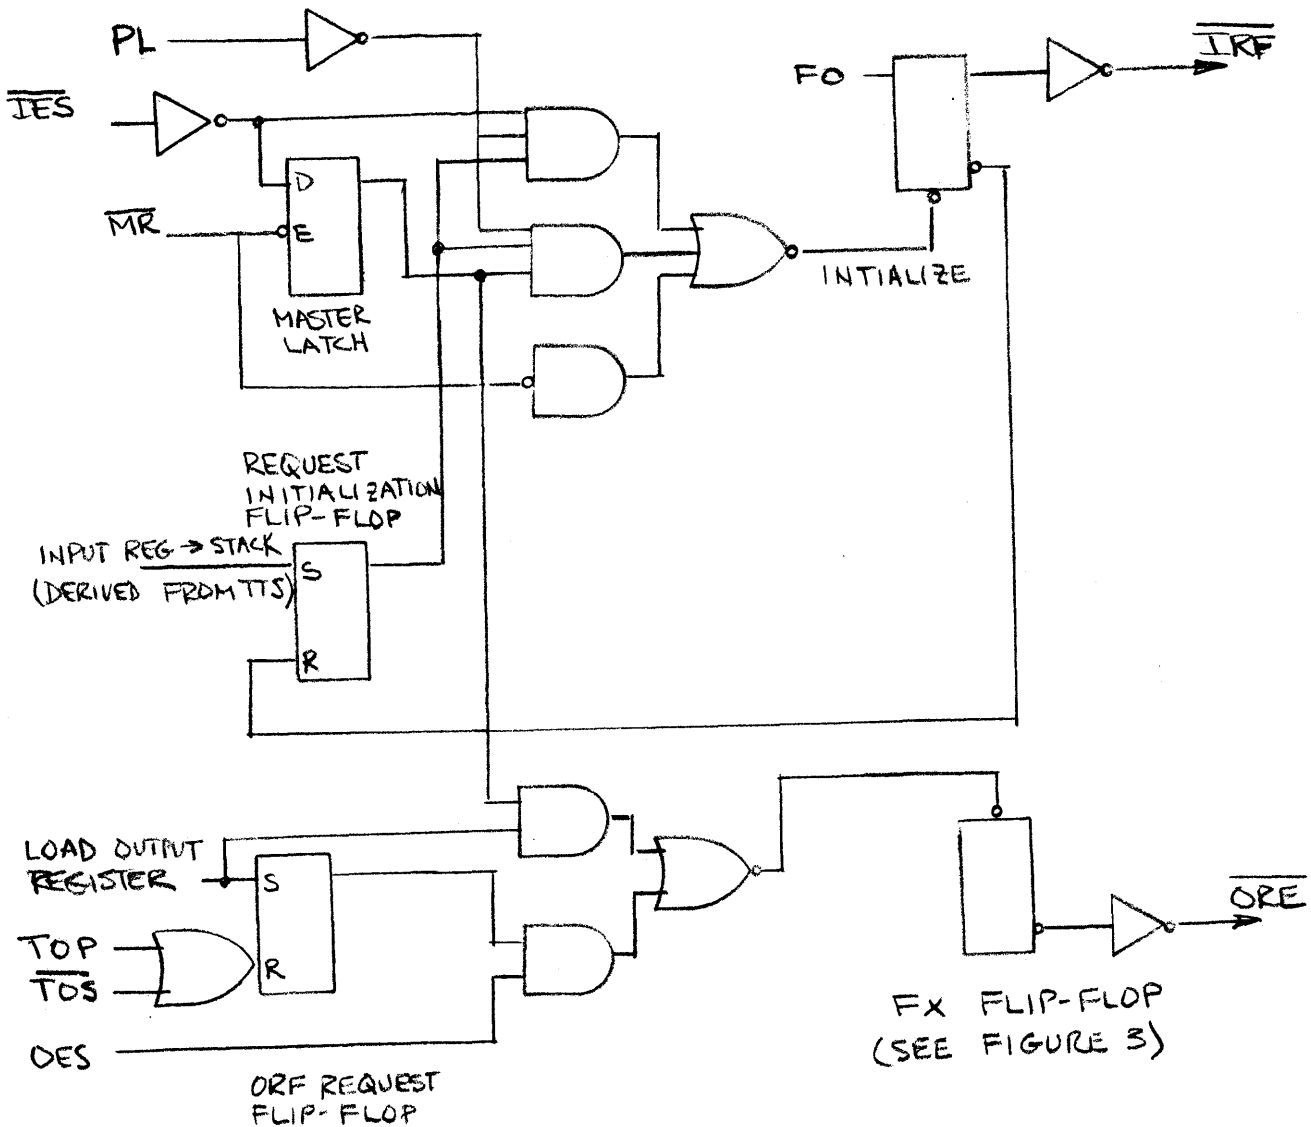 PL
IES
MR
D
E
MASTER
LATCH
FO
IRF
INTIALIZE
REQUEST
INITIALIZATION
FLIP-FLOP
INPUT REG → STACK
(DERIVED FROM TTS)
S
R
LOAD OUTPUT
REGISTER
S
R
TOP
TOS
OES
ORF REQUEST
FLIP-FLOP
ORE
FX FLIP-FLOP
(SEE FIGURE 3)